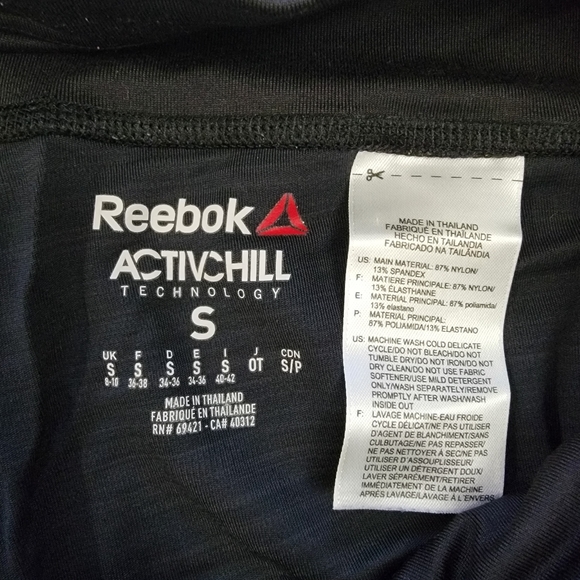 Reebok
ACTIVCHILL
TECHNOLOGY
S
UK F D E I J CDN
S S S S S OT S/P
8-10 36-38 34-36 34-36 40-42
MADE IN THAILAND
FABRIQUÉ EN THAÏLANDE
RN# 69421 - CA# 40312
MADE IN THAILAND
FABRIQUÉ EN THAÏLANDE
HECHO EN TAILANDIA
FABRICADO NA TAILÂNDIA
US: MAIN MATERIAL: 87% NYLON/
13% SPANDEX
F: MATIERE PRINCIPALE: 87% NYLON/
13% ÉLASTHANNE
E: MATERIAL PRINCIPAL: 87% poliamida/
13% elastano
P: MATERIAL PRINCIPAL:
87% POLIAMIDA/13% ELASTANO
US: MACHINE WASH COLD DELICATE
CYCLE/DO NOT BLEACH/DO NOT
TUMBLE DRY/DO NOT IRON/DO NOT
DRY CLEAN/DO NOT USE FABRIC
SOFTENER/USE MILD DETERGENT
ONLY/WASH SEPARATELY/REMOVE
PROMPTLY AFTER WASH/WASH
INSIDE OUT
F: LAVAGE MACHINE-EAU FROIDE
CYCLE DÉLICAT/NE PAS UTILISER
D'AGENT DE BLANCHIMENT/SANS
CULBUTAGE/NE PAS REPASSER/
NE PAS NETTOYER À SEC/NE PAS
UTILISER D'ASSOUPLISSEUR/
UTILISER UN DÉTERGENT DOUX/
LAVER SÉPARÉMENT/RETIRER
IMMÉDIATEMENT DE LA MACHINE
APRÈS LAVAGE/LAVAGE À L'ENVERS